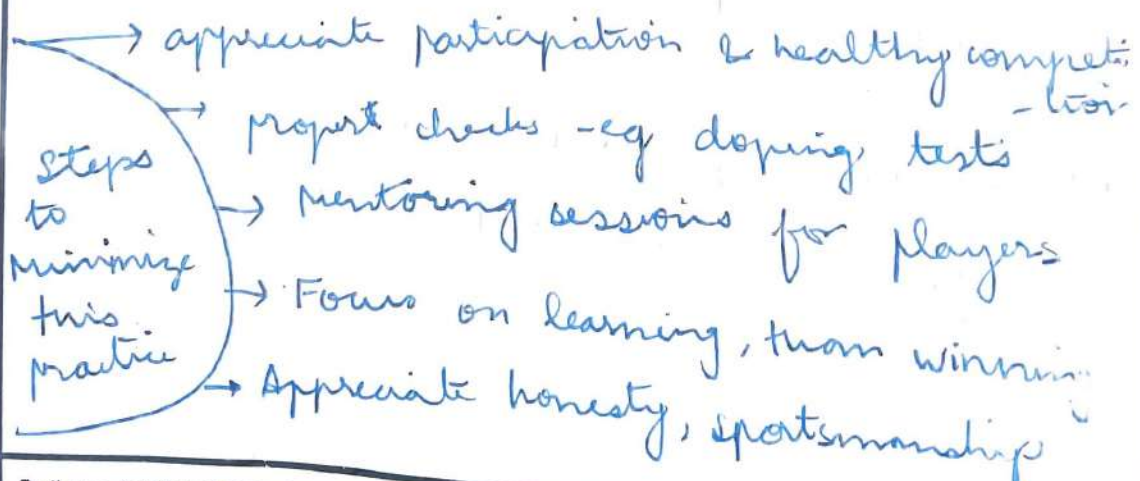 → appreciate participation & healthy competi
-tion
→ proper checks -eg doping tests
Steps
to
minimize
this
practice
→ Mentoring sessions for players
→ Focus on learning, than winning
→ Appreciate honesty, sportsmanship